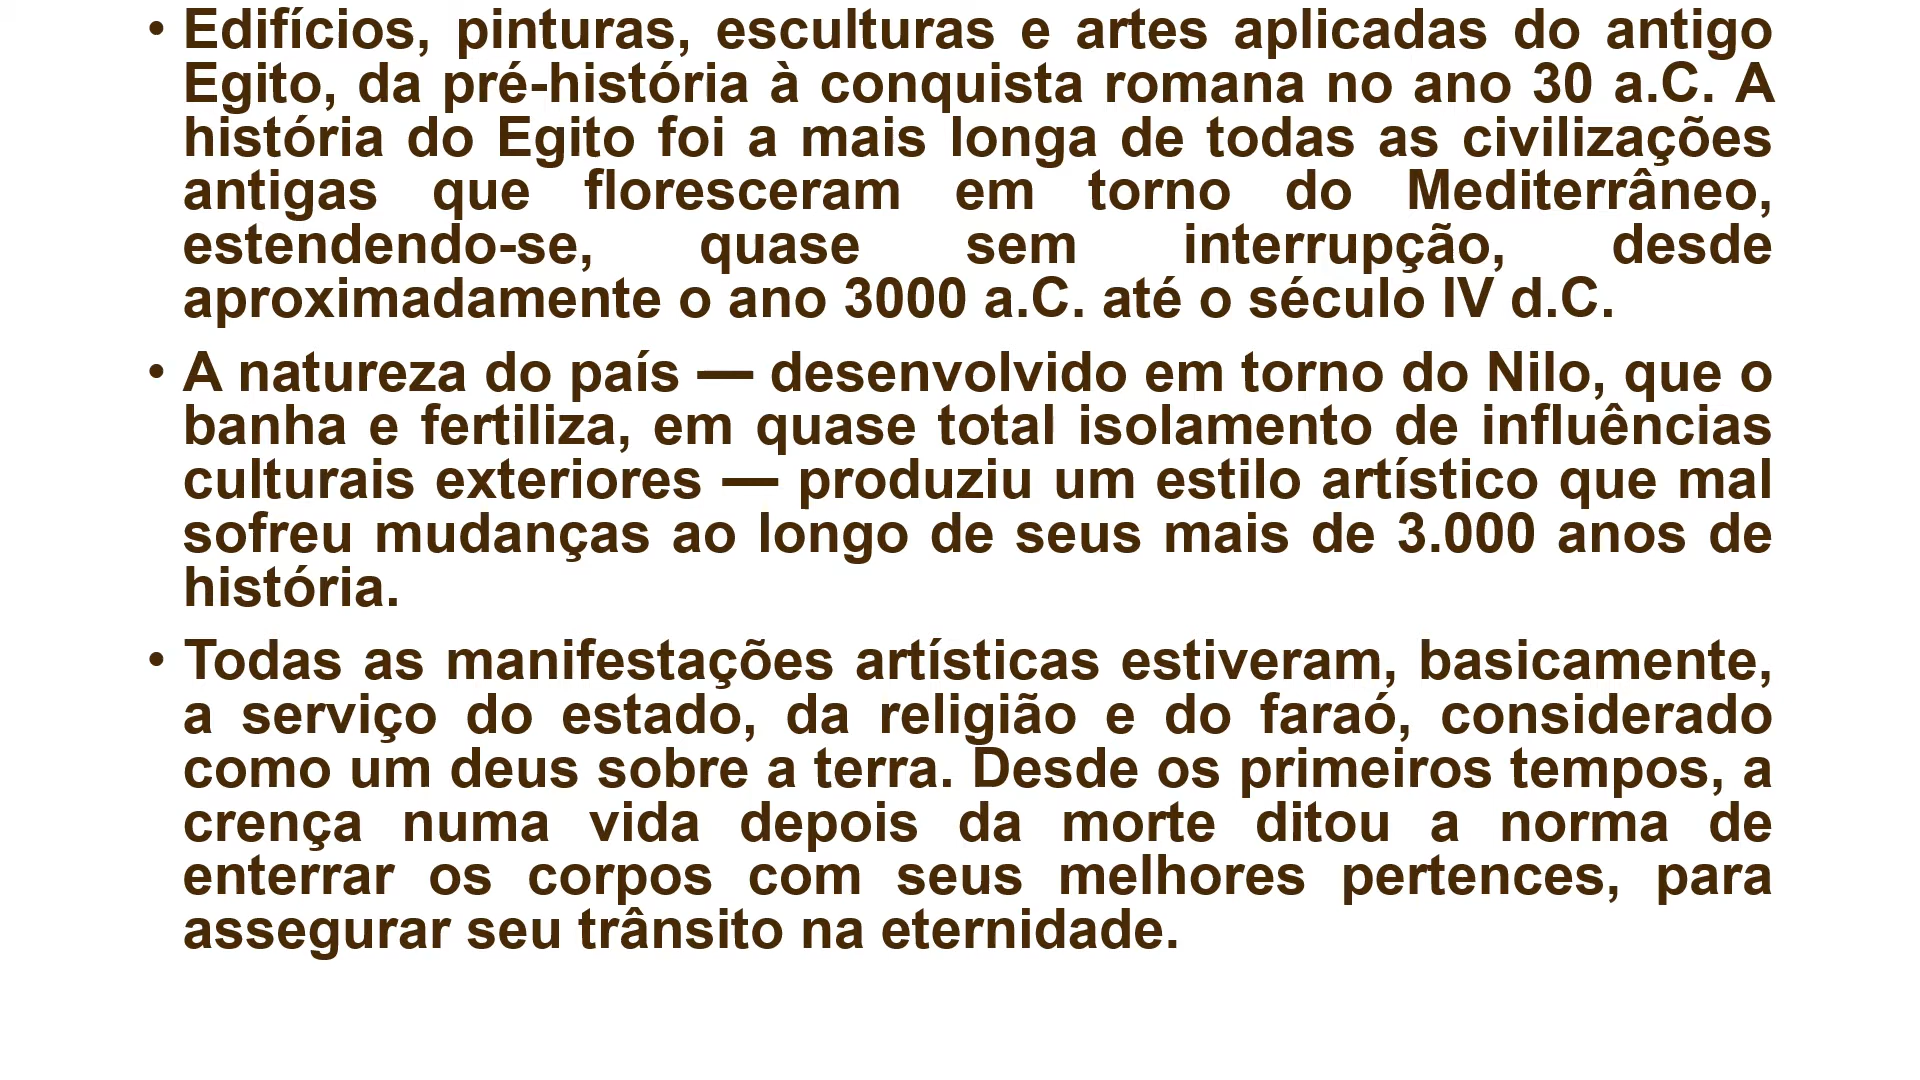 • Edifícios, pinturas, esculturas e artes aplicadas do antigo
Egito, da pré-história à conquista romana no ano 30 a.C. A
história do Egito foi a mais longa de todas as civilizações
antigas que floresceram em torno do Mediterrâneo,
estendendo-se, quase sem interrupção, desde
aproximadamente o ano 3000 a.C. até o século IV d.C.
• A natureza do país — desenvolvido em torno do Nilo, que o
banha e fertiliza, em quase total isolamento de influências
culturais exteriores — produziu um estilo artístico que mal
sofreu mudanças ao longo de seus mais de 3.000 anos de
história.
• Todas as manifestações artísticas estiveram, basicamente,
a serviço do estado, da religião e do faraó, considerado
como um deus sobre a terra. Desde os primeiros tempos, a
crença numa vida depois da morte ditou a norma de
enterrar os corpos com seus melhores pertences, para
assegurar seu trânsito na eternidade.